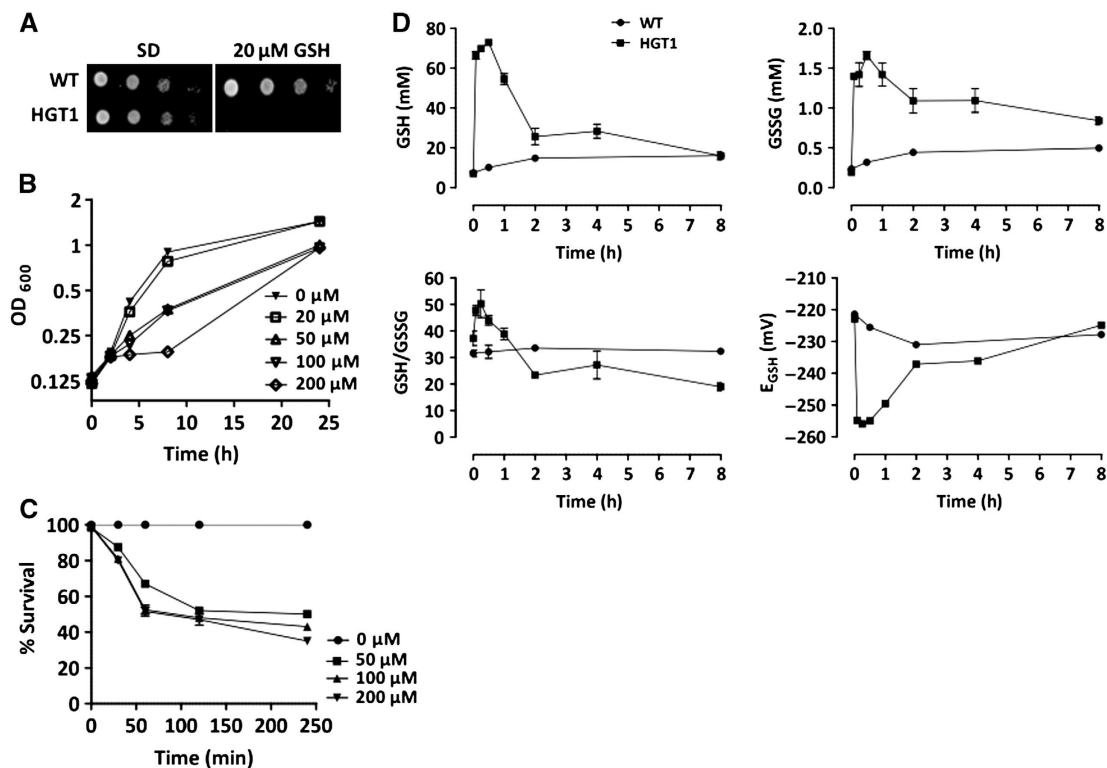 A
SD
20 µM GSH
WT
HGT1
B
OD 600
2
1
0.5
0.25
0.125
0 µM
20 µM
50 µM
100 µM
200 µM
0 5 10 15 20 25
Time (h)
C
% Survival
100
80
60
40
20
0
0 µM
50 µM
100 µM
200 µM
0 50 100 150 200 250
Time (min)
D
WT
HGT1
GSH (mM)
80
60
40
20
0
0 1 2 3 4 5 6 7 8
Time (h)
GSSG (mM)
2.0
1.5
1.0
0.5
0.0
0 1 2 3 4 5 6 7 8
Time (h)
GSH/GSSG
60
50
40
30
20
10
0
0 1 2 3 4 5 6 7 8
Time (h)
EGSH (mV)
−210
−220
−230
−240
−250
−260
0 1 2 3 4 5 6 7 8
Time (h)